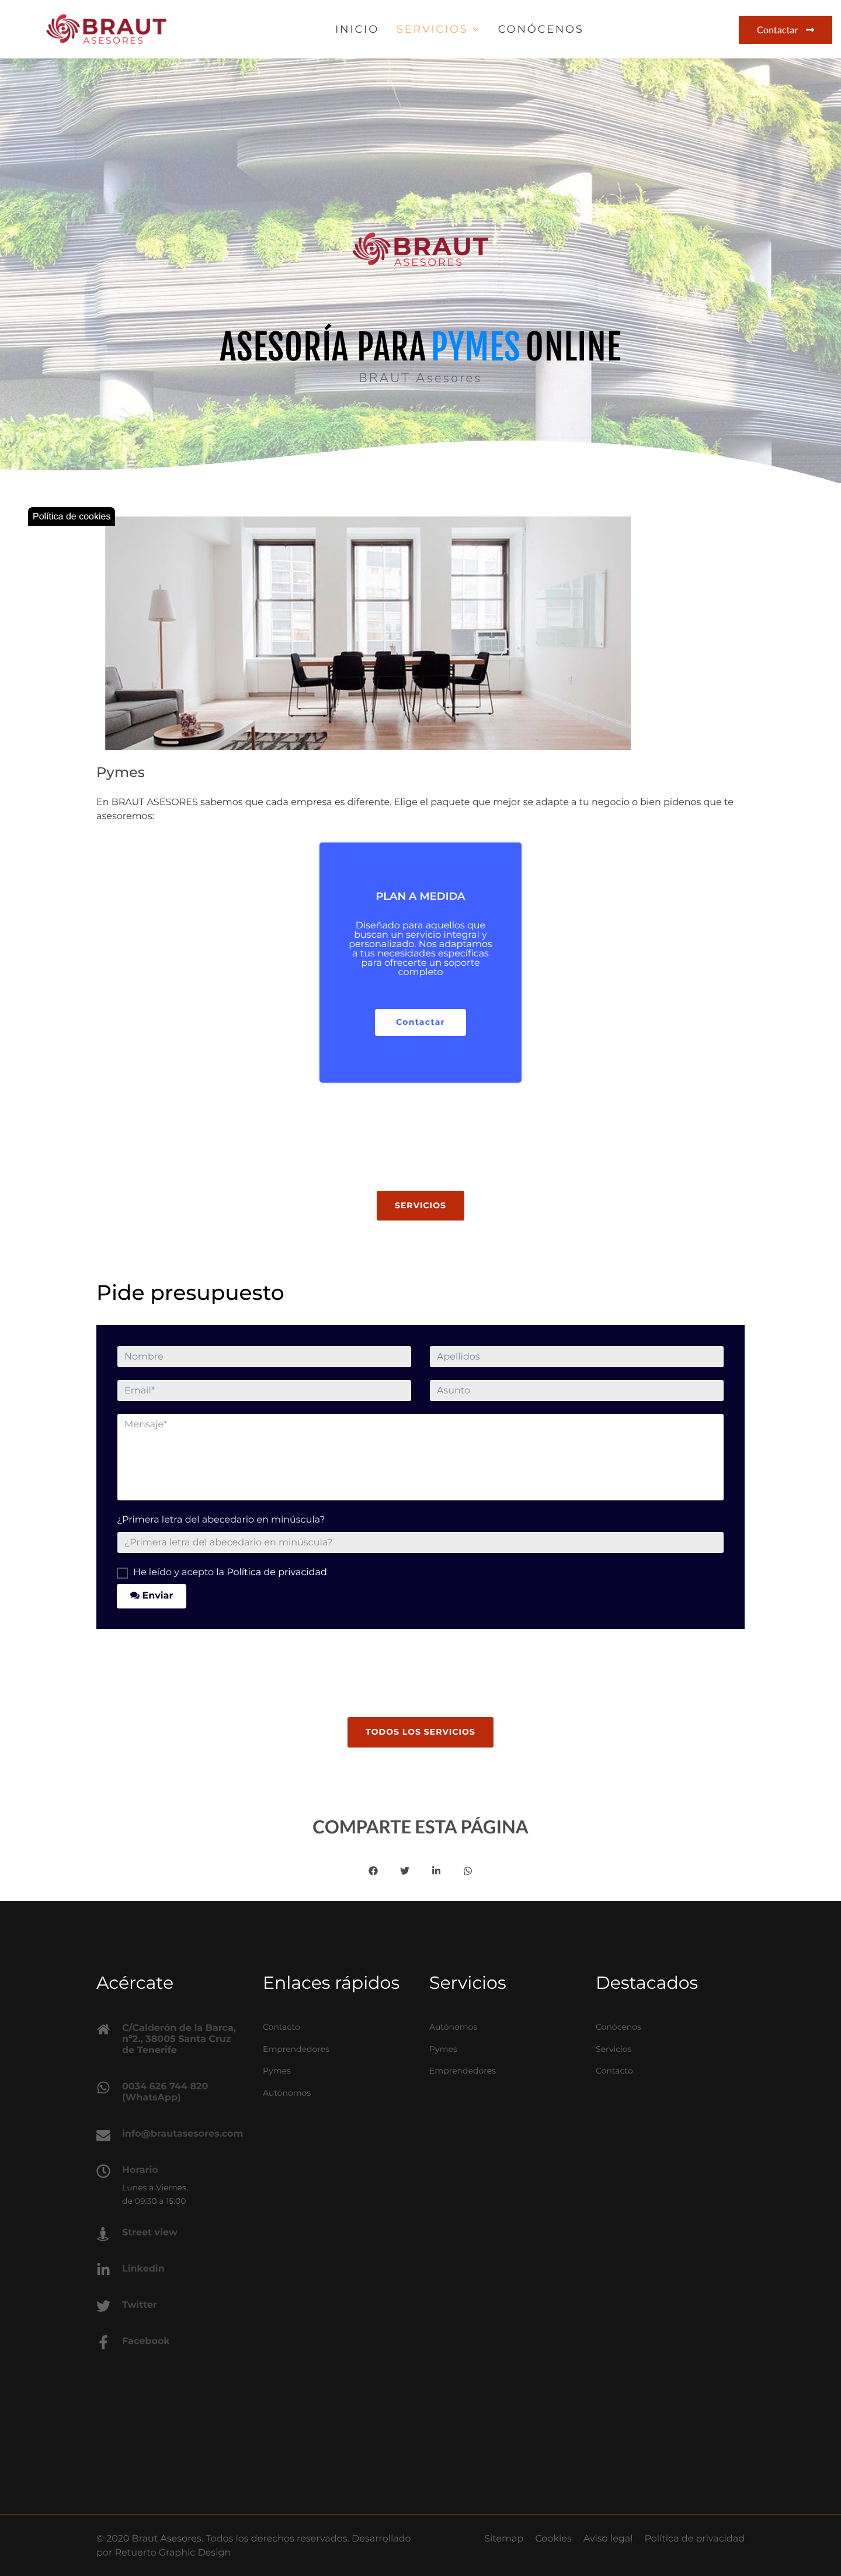 BRAUT
ASESORES
INICIO
SERVICIOS
CONÓCENOS
Contactar
BRAUT
ASESORES
ASESORÍA PARA PYMES ONLINE
BRAUT Asesores
Política de cookies
Pymes
En BRAUT ASESORES sabemos que cada empresa es diferente. Elige el paquete que mejor se adapte a tu negocio o bien pídenos que te
asesoremos:
PLAN A MEDIDA
Diseñado para aquellos que
buscan un servicio integral y
personalizado. Nos adaptamos
a tus necesidades específicas
para ofrecerte un soporte
completo
Contactar
SERVICIOS
Pide presupuesto
Nombre
Apellidos
Email*
Asunto
Mensaje*
¿Primera letra del abecedario en minúscula?
¿Primera letra del abecedario en minúscula?
He leído y acepto la Política de privacidad
Enviar
TODOS LOS SERVICIOS
COMPARTE ESTA PÁGINA
Acércate
C/Calderón de la Barca,
nº2., 38005 Santa Cruz
de Tenerife
0034 626 744 820
(WhatsApp)
info@brautasesores.com
Horario
Lunes a Viernes,
de 09:30 a 15:00
Street view
Linkedin
Twitter
Facebook
Enlaces rápidos
Contacto
Emprendedores
Pymes
Autónomos
Servicios
Autónomos
Pymes
Emprendedores
Destacados
Conócenos
Servicios
Contacto
© 2020 Braut Asesores. Todos los derechos reservados. Desarrollado
por Retuerto Graphic Design
Sitemap
Cookies
Aviso legal
Política de privacidad